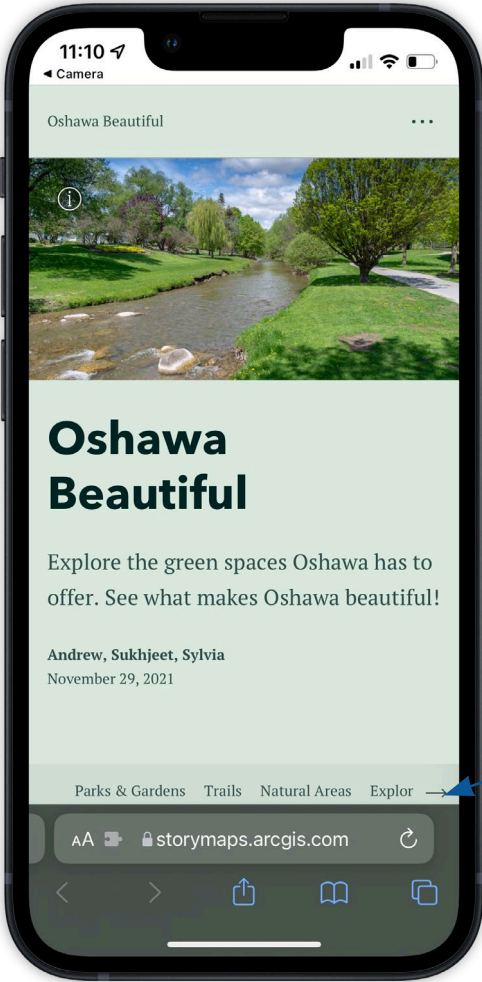 11:10
◀ Camera
Oshawa Beautiful
Oshawa
Beautiful
Explore the green spaces Oshawa has to
offer. See what makes Oshawa beautiful!
Andrew, Sukhjeet, Sylvia
November 29, 2021
Parks & Gardens Trails Natural Areas Explor
AA storymaps.arcgis.com